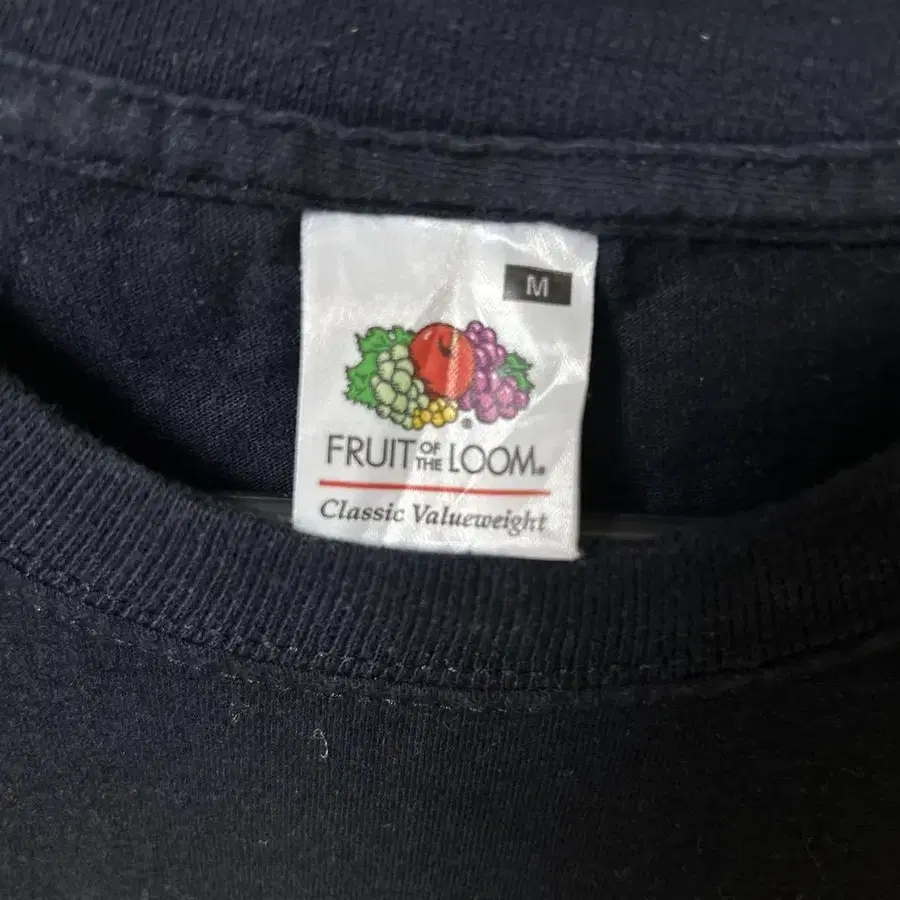 M
FRUIT OF THE LOOM®
Classic Valueweight